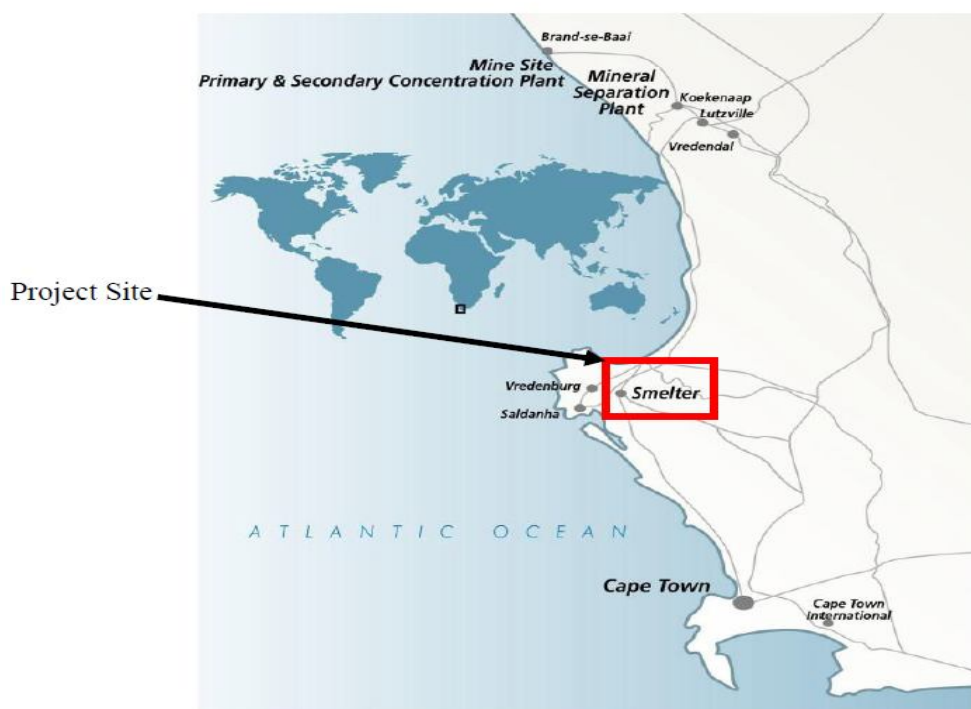 Brand-se-Baai
Mine Site
Primary & Secondary Concentration Plant
Mineral
Separation
Plant
Koekenaap
Lutzville
Vredendal
Project Site
Vredenburg
Smelter
Saldanha
ATLANTIC OCEAN
Cape Town
Cape Town
International